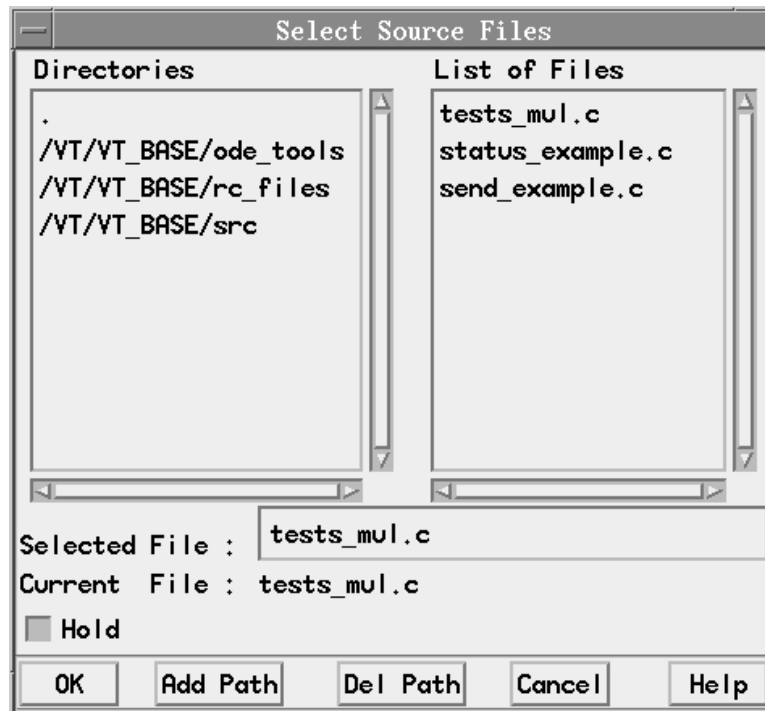 Select Source Files
Directories
.
/VT/VT_BASE/ode_tools
/VT/VT_BASE/rc_files
/VT/VT_BASE/src
List of Files
tests_mul.c
status_example.c
send_example.c
Selected File : tests_mul.c
Current File : tests_mul.c
Hold
OK Add Path Del Path Cancel Help